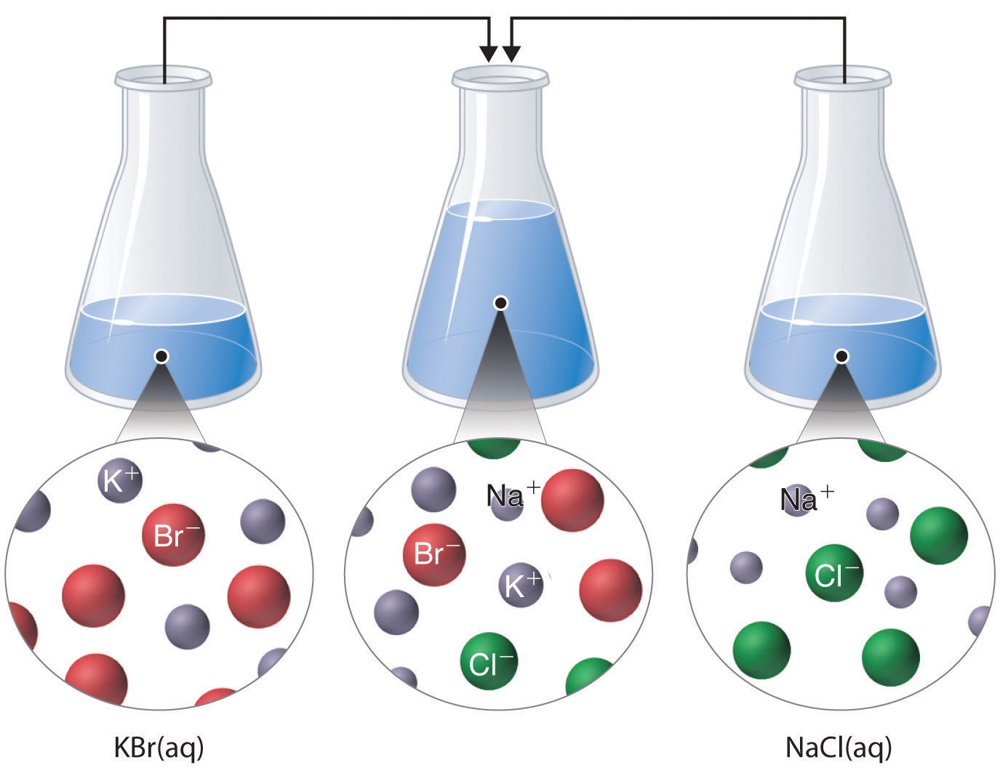 K⁺
Br⁻
Na⁺
Br⁻
K⁺
Cl⁻
Na⁺
Cl⁻
KBr(aq)
NaCl(aq)